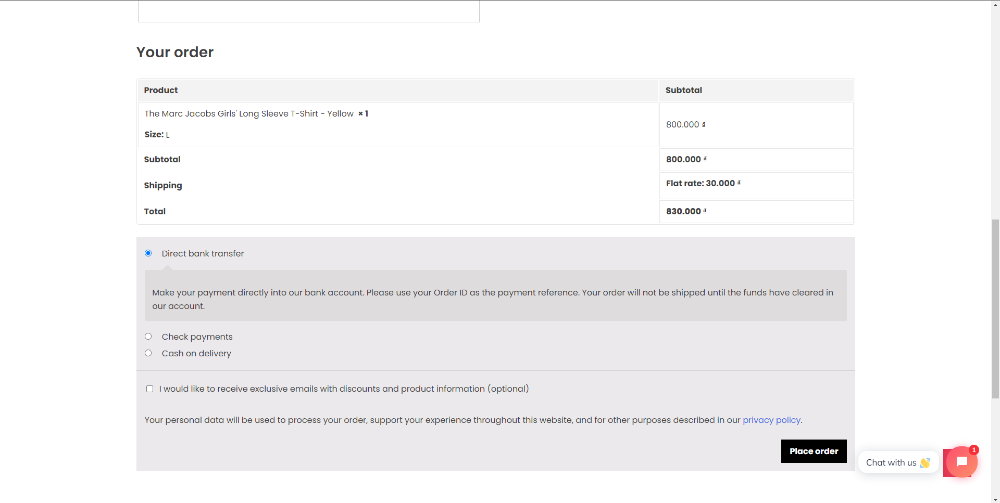 Your order
Product Subtotal
The Marc Jacobs Girls' Long Sleeve T-Shirt - Yellow × 1
Size: L
800.000 ₫
Subtotal 800.000 ₫
Shipping Flat rate: 30.000 ₫
Total 830.000 ₫
Direct bank transfer
Make your payment directly into our bank account. Please use your Order ID as the payment reference. Your order will not be shipped until the funds have cleared in
our account.
Check payments
Cash on delivery
I would like to receive exclusive emails with discounts and product information (optional)
Your personal data will be used to process your order, support your experience throughout this website, and for other purposes described in our privacy policy.
Place order
Chat with us 👋
1